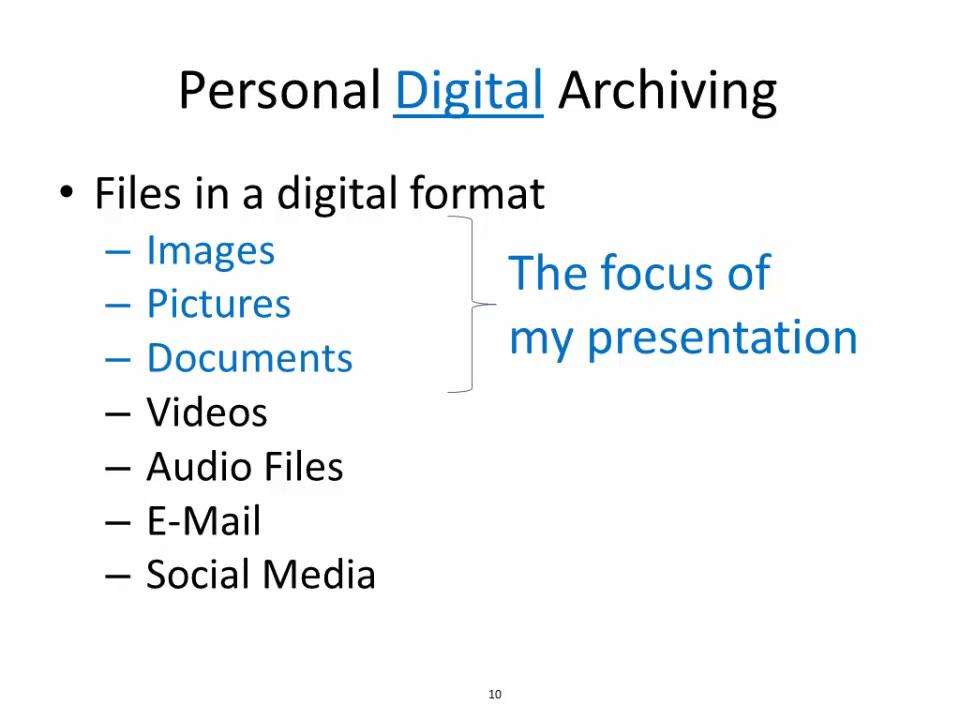 Personal Digital Archiving
• Files in a digital format
– Images
– Pictures
– Documents
– Videos
– Audio Files
– E-Mail
– Social Media
The focus of
my presentation
10